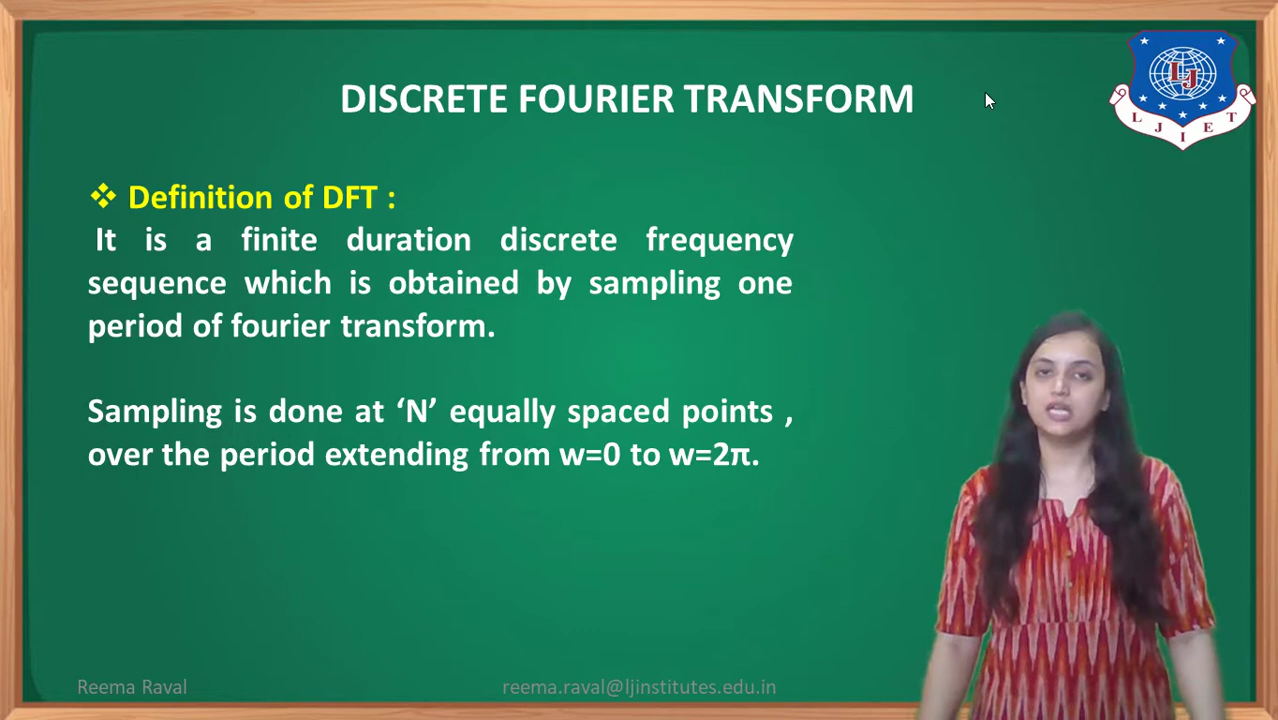 DISCRETE FOURIER TRANSFORM
LJ
L J I E T
❖ Definition of DFT :
It is a finite duration discrete frequency
sequence which is obtained by sampling one
period of fourier transform.
Sampling is done at ‘N’ equally spaced points ,
over the period extending from w=0 to w=2π.
Reema Raval
reema.raval@ljinstitutes.edu.in